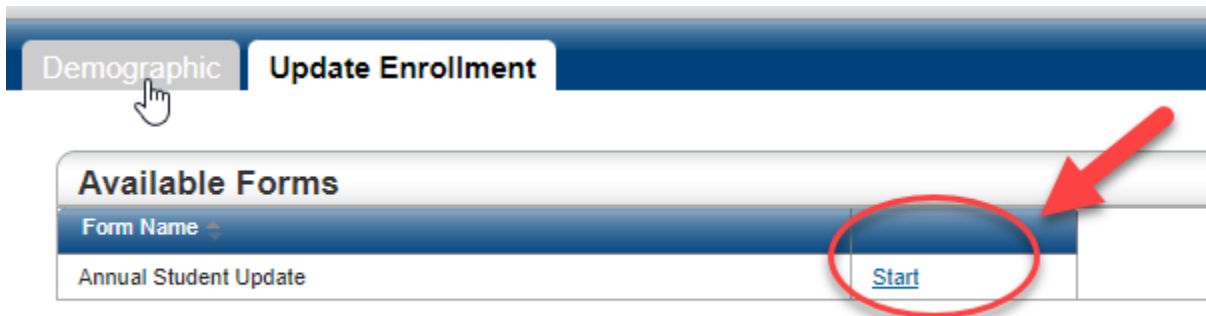 Demographic Update Enrollment
Available Forms
Form Name
Annual Student Update Start